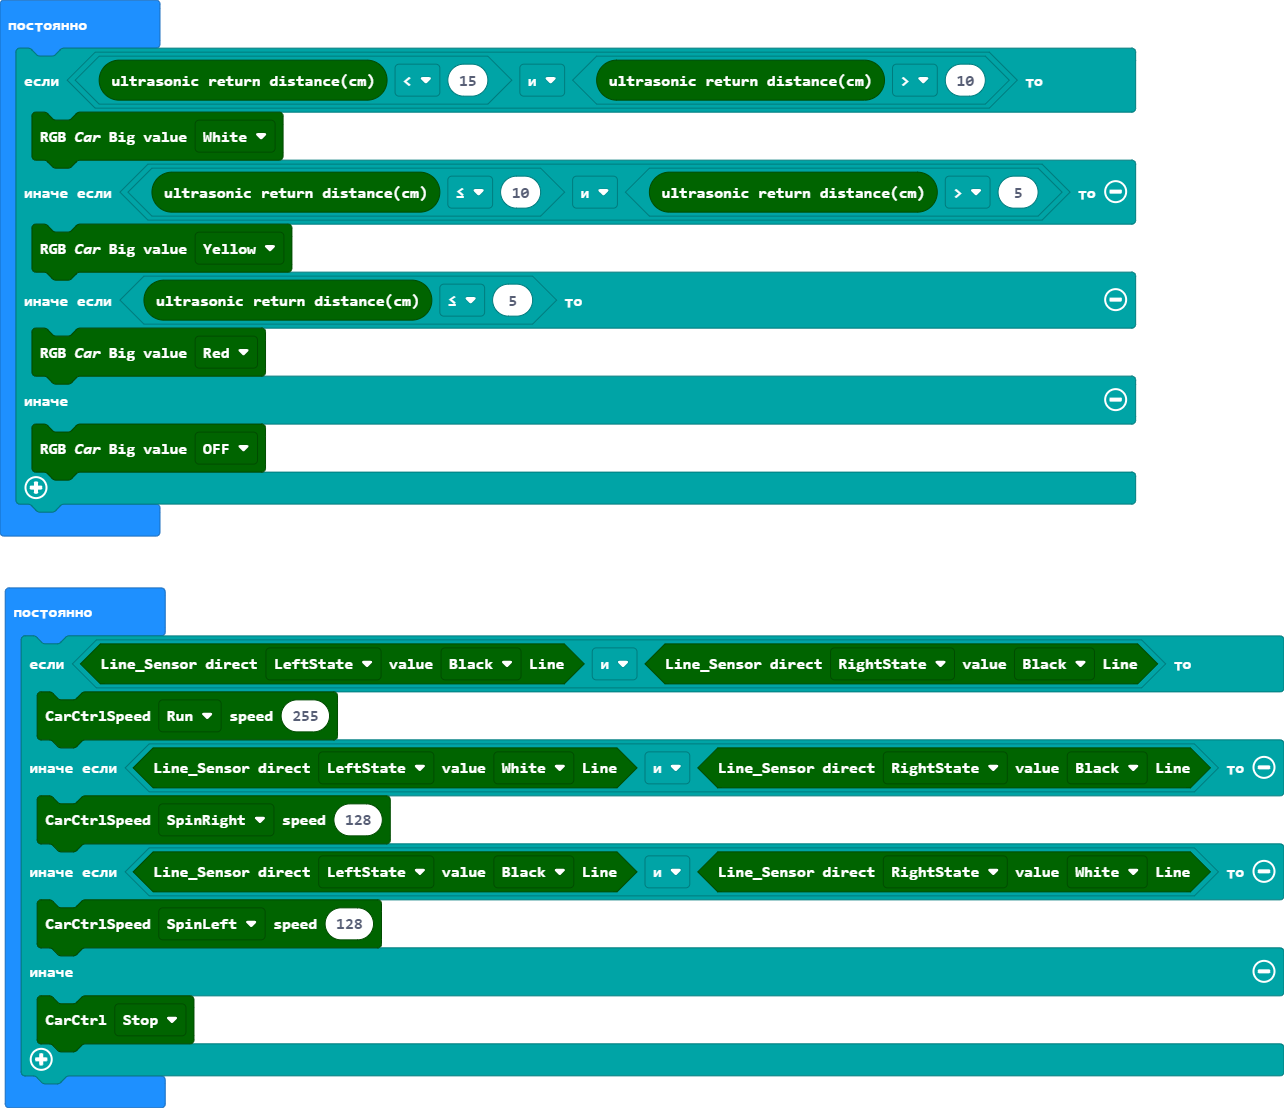 постоянно
если ultrasonic return distance(cm) < 15 и ultrasonic return distance(cm) > 10 то
RGB Car Big value White
иначе если ultrasonic return distance(cm) ≤ 10 и ultrasonic return distance(cm) > 5 то
RGB Car Big value Yellow
иначе если ultrasonic return distance(cm) ≤ 5 то
RGB Car Big value Red
иначе
RGB Car Big value OFF
постоянно
если Line_Sensor direct LeftState value Black Line и Line_Sensor direct RightState value Black Line то
CarCtrlSpeed Run speed 255
иначе если Line_Sensor direct LeftState value White Line и Line_Sensor direct RightState value Black Line то
CarCtrlSpeed SpinRight speed 128
иначе если Line_Sensor direct LeftState value Black Line и Line_Sensor direct RightState value White Line то
CarCtrlSpeed SpinLeft speed 128
иначе
CarCtrl Stop